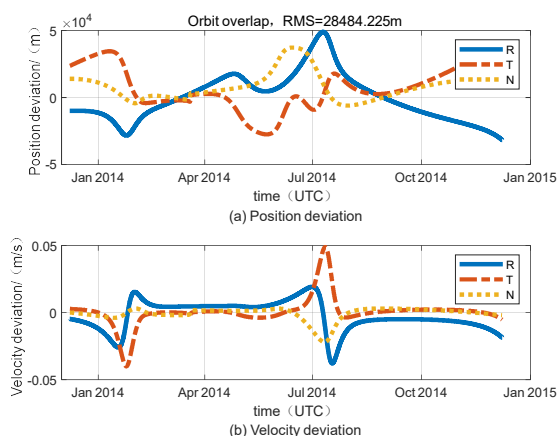 ×10⁴
Orbit overlap，RMS=28484.225m
5
0
-5
Position deviation/（m）
R
T
N
Jan 2014
Apr 2014
Jul 2014
Oct 2014
Jan 2015
time（UTC）
(a) Position deviation
0.05
0
-0.05
Velocity deviation/（m/s）
R
T
N
Jan 2014
Apr 2014
Jul 2014
Oct 2014
Jan 2015
time（UTC）
(b) Velocity deviation